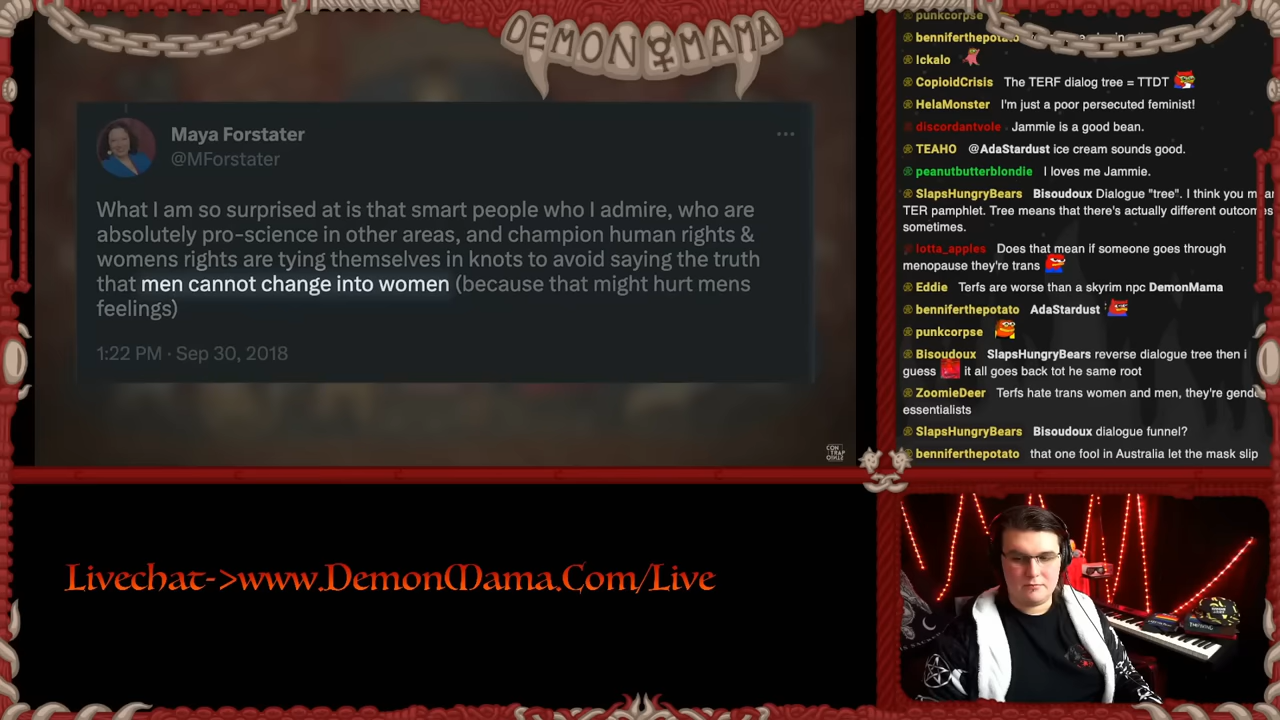 DEMON MAMA
Maya Forstater
@MForstater
What I am so surprised at is that smart people who I admire, who are
absolutely pro-science in other areas, and champion human rights &
womens rights are tying themselves in knots to avoid saying the truth
that men cannot change into women (because that might hurt mens
feelings)
1:22 PM · Sep 30, 2018
CON
TRAP
OINTS
Livechat->www.DemonMama.Com/Live
punkcorpse
benniferthepotato
Ickalo
CopioidCrisis The TERF dialog tree = TTDT
HelaMonster I'm just a poor persecuted feminist!
discordantvole Jammie is a good bean.
TEAHO @AdaStardust ice cream sounds good.
peanutbutterblondie I loves me Jammie.
SlapsHungryBears Bisoudoux Dialogue "tree". I think you mean
TER pamphlet. Tree means that there's actually different outcomes
sometimes.
lotta_apples Does that mean if someone goes through
menopause they're trans
Eddie Terfs are worse than a skyrim npc DemonMama
benniferthepotato AdaStardust
punkcorpse
Bisoudoux SlapsHungryBears reverse dialogue tree then i
guess it all goes back tot he same root
ZoomieDeer Terfs hate trans women and men, they're gende
essentialists
SlapsHungryBears Bisoudoux dialogue funnel?
benniferthepotato that one fool in Australia let the mask slip